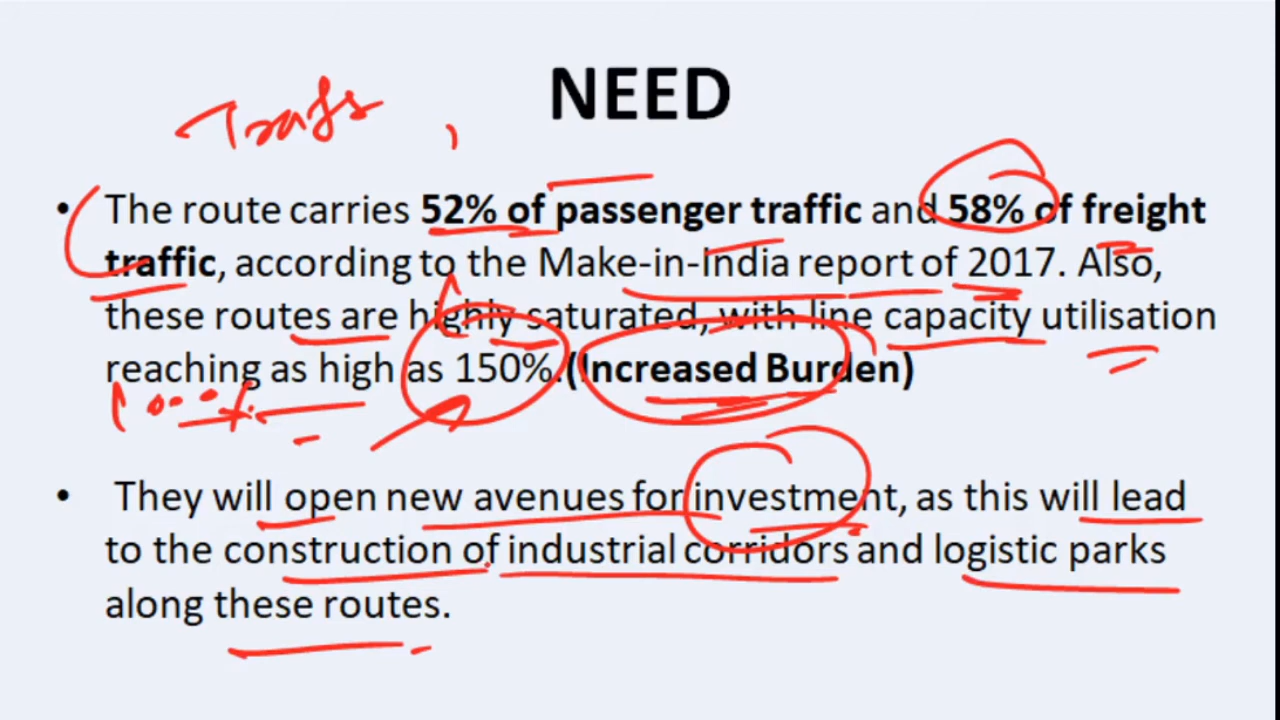 NEED
• The route carries 52% of passenger traffic and 58% of freight
traffic, according to the Make-in-India report of 2017. Also,
these routes are highly saturated, with line capacity utilisation
reaching as high as 150%.(Increased Burden)
• They will open new avenues for investment, as this will lead
to the construction of industrial corridors and logistic parks
along these routes.